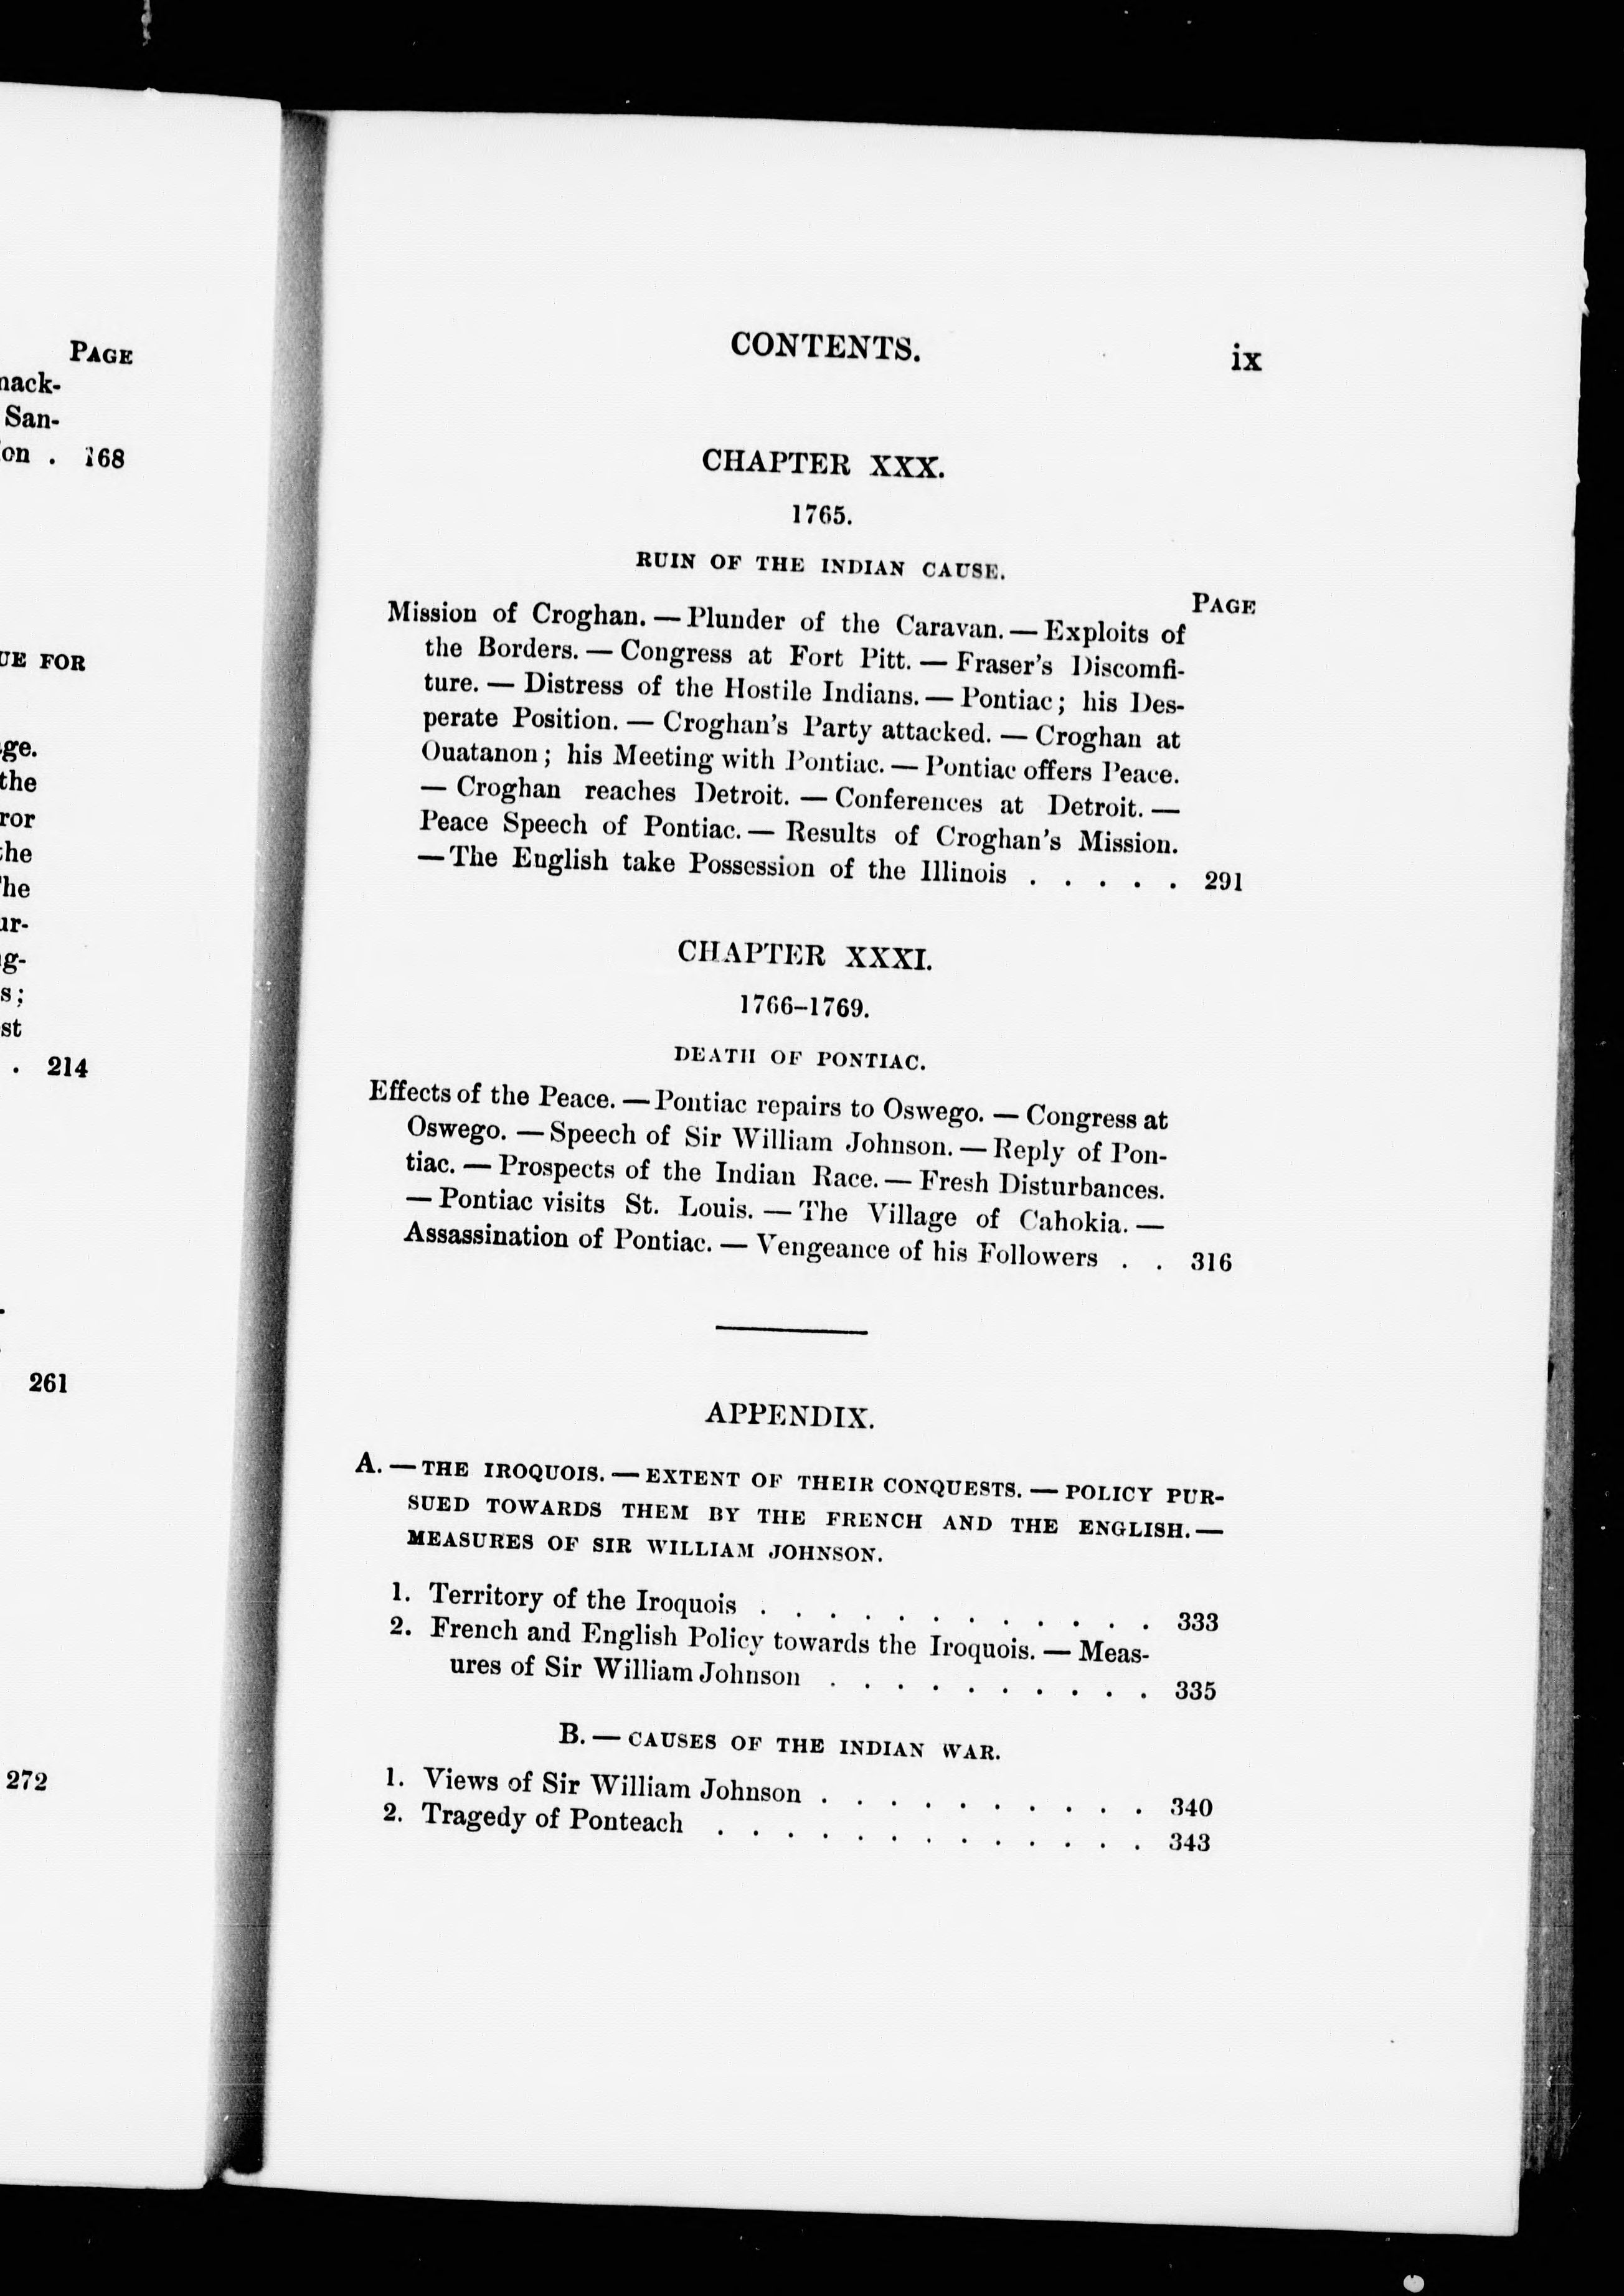 PAGE
San-
168
UE FOR
the
. 214
261
272
CONTENTS. ix
CHAPTER XXX.
1765.
RUIN OF THE INDIAN CAUSE.
PAGE
Mission of Croghan. — Plunder of the Caravan. — Exploits of
the Borders. — Congress at Fort Pitt. — Fraser's Discomfi-
ture. — Distress of the Hostile Indians. — Pontiac; his Des-
perate Position. — Croghan's Party attacked. — Croghan at
Ouatanon; his Meeting with Pontiac. — Pontiac offers Peace.
— Croghan reaches Detroit. — Conferences at Detroit. —
Peace Speech of Pontiac. — Results of Croghan's Mission.
— The English take Possession of the Illinois . . . . . 291
CHAPTER XXXI.
1766–1769.
DEATH OF PONTIAC.
Effects of the Peace. — Pontiac repairs to Oswego. — Congress at
Oswego. — Speech of Sir William Johnson. — Reply of Pon-
tiac. — Prospects of the Indian Race. — Fresh Disturbances.
— Pontiac visits St. Louis. — The Village of Cahokia. —
Assassination of Pontiac. — Vengeance of his Followers . . 316
APPENDIX.
A. — THE IROQUOIS. — EXTENT OF THEIR CONQUESTS. — POLICY PUR-
SUED TOWARDS THEM BY THE FRENCH AND THE ENGLISH. —
MEASURES OF SIR WILLIAM JOHNSON.
1. Territory of the Iroquois . . . . . . . . . . . . 333
2. French and English Policy towards the Iroquois. — Meas-
ures of Sir William Johnson . . . . . . . . . . 335
B. — CAUSES OF THE INDIAN WAR.
1. Views of Sir William Johnson . . . . . . . . . . 340
2. Tragedy of Ponteach . . . . . . . . . . . . . 343